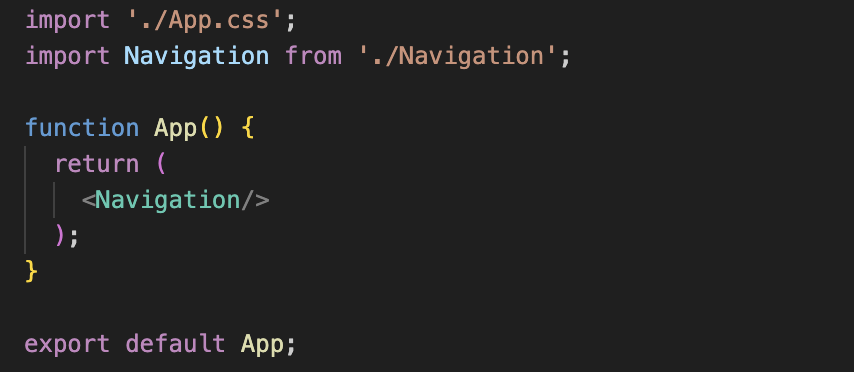 import './App.css';
import Navigation from './Navigation';

function App() {
  return (
    <Navigation/>
  );
}

export default App;